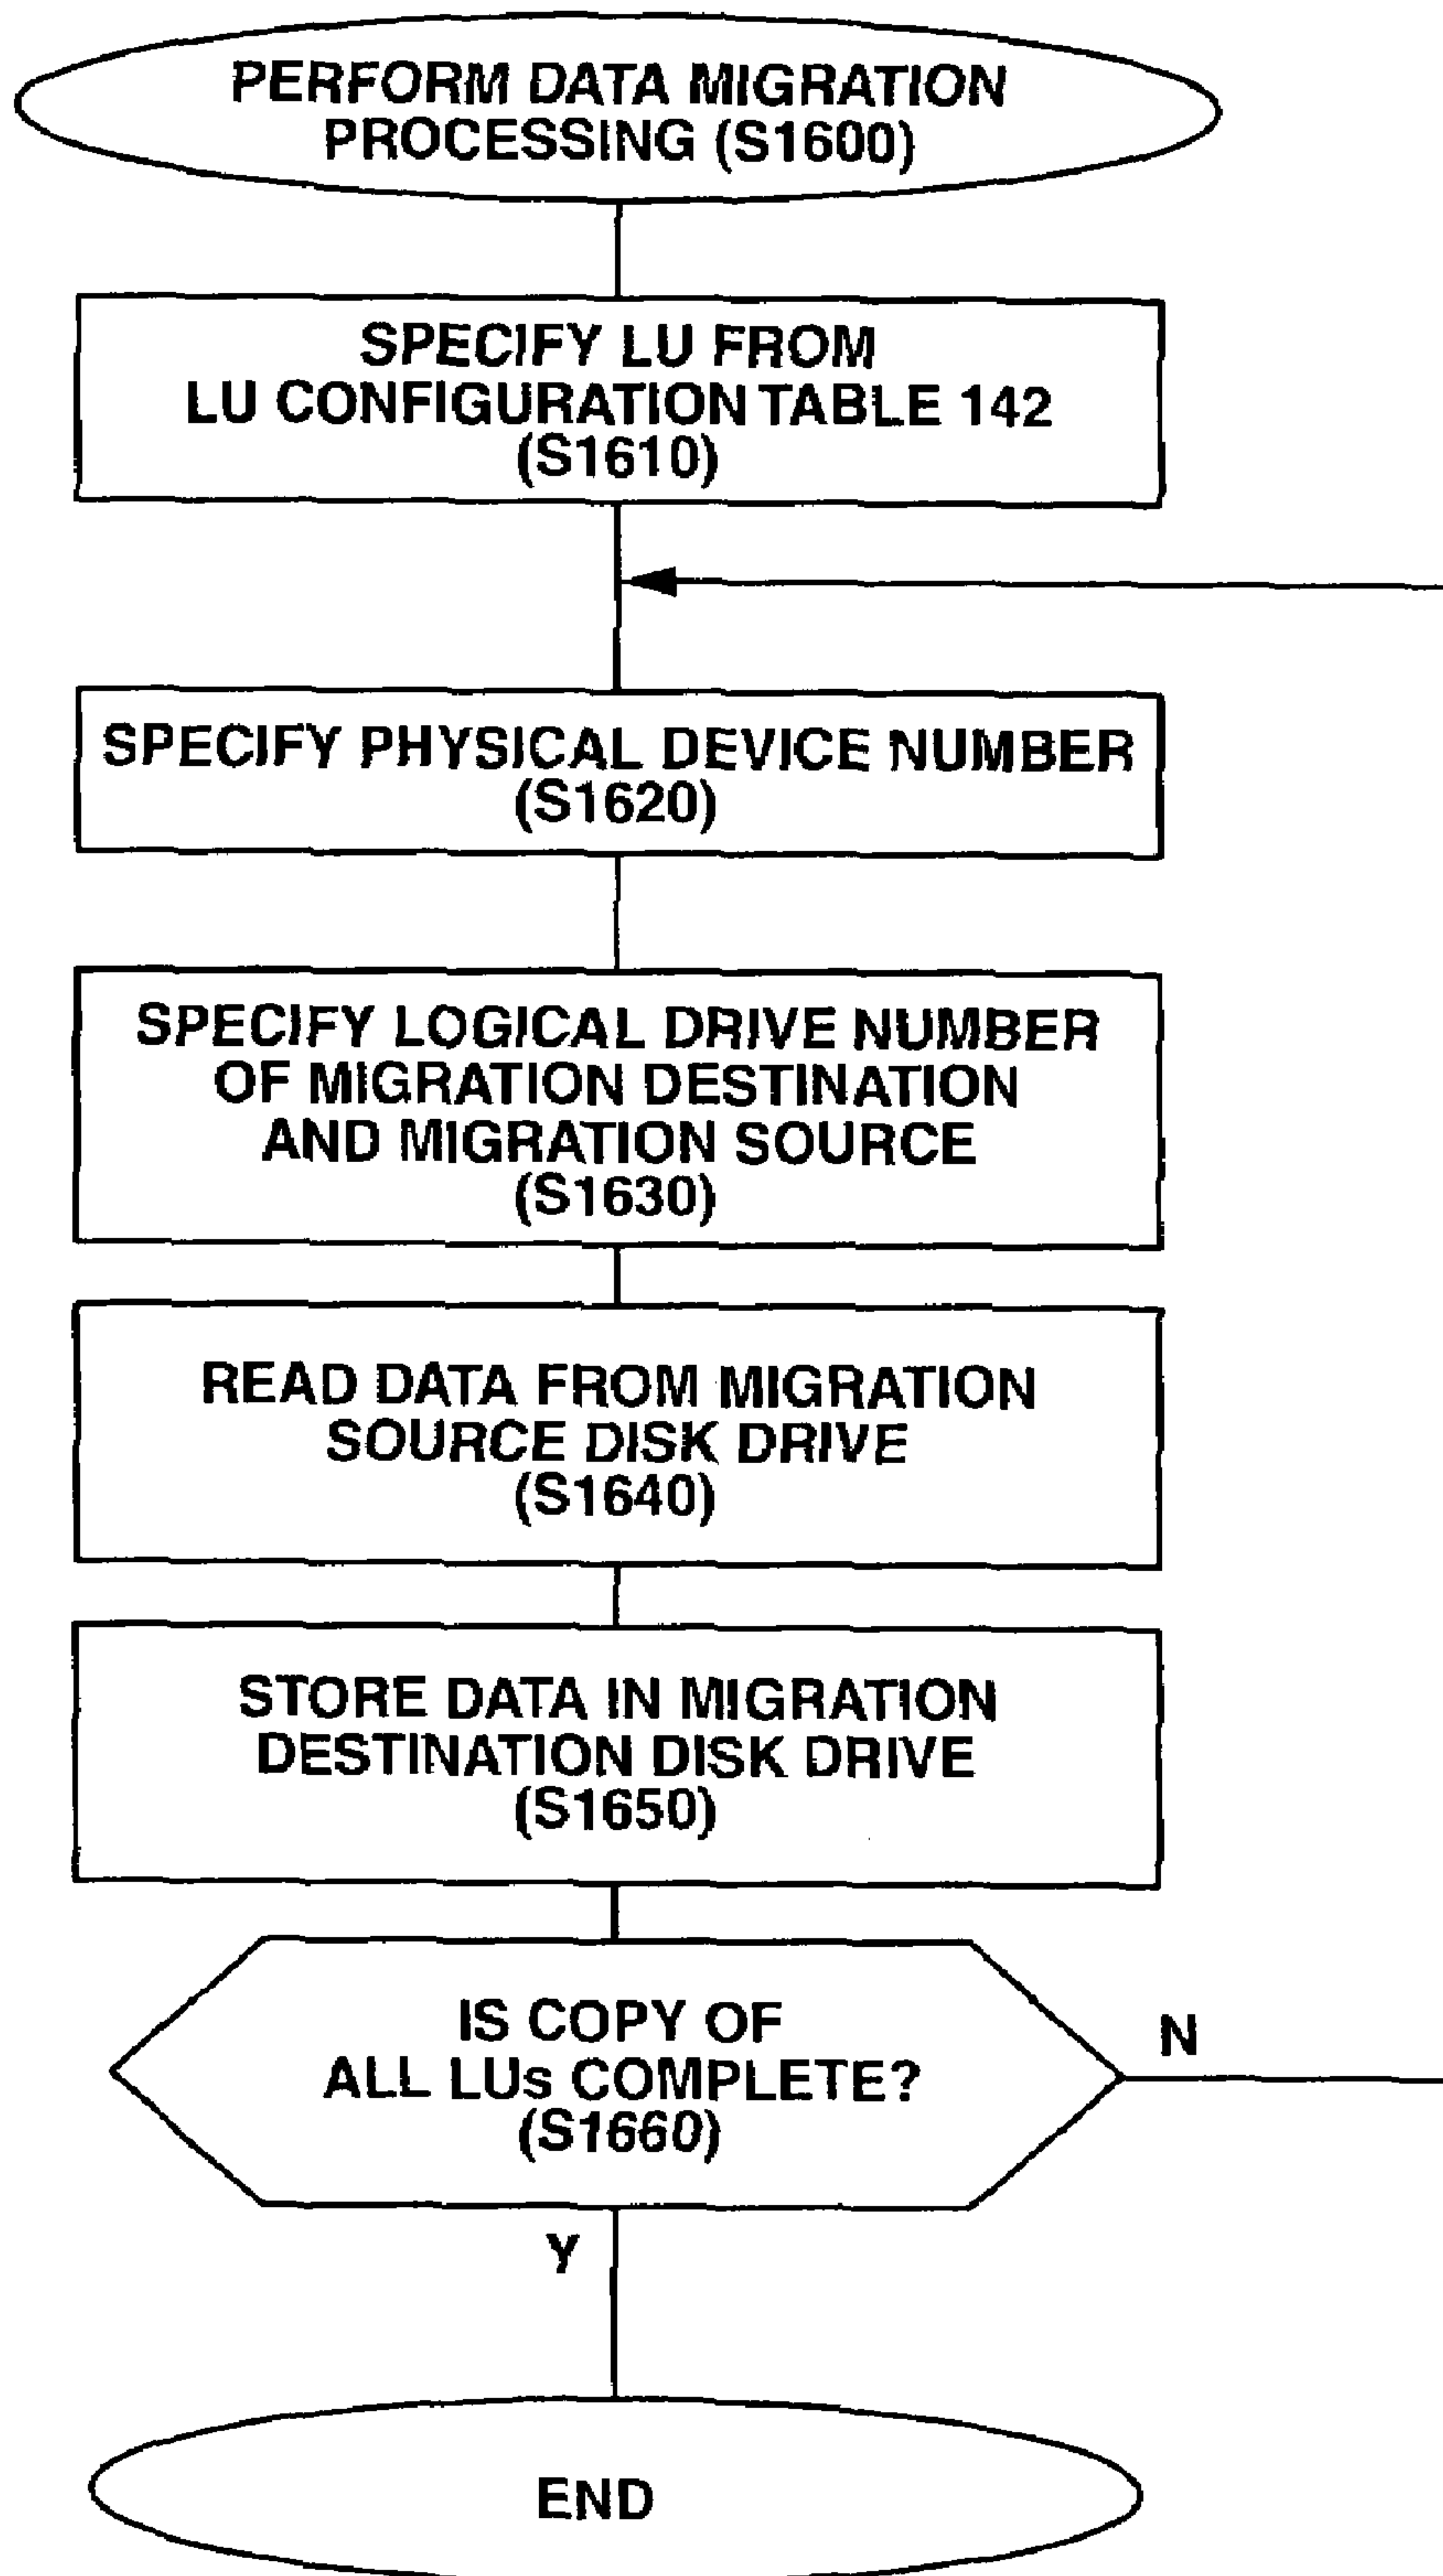 PERFORM DATA MIGRATION
PROCESSING (S1600)
SPECIFY LU FROM
LU CONFIGURATION TABLE 142
(S1610)
SPECIFY PHYSICAL DEVICE NUMBER
(S1620)
SPECIFY LOGICAL DRIVE NUMBER
OF MIGRATION DESTINATION
AND MIGRATION SOURCE
(S1630)
READ DATA FROM MIGRATION
SOURCE DISK DRIVE
(S1640)
STORE DATA IN MIGRATION
DESTINATION DISK DRIVE
(S1650)
IS COPY OF
ALL LUs COMPLETE?
(S1660)
N
Y
END